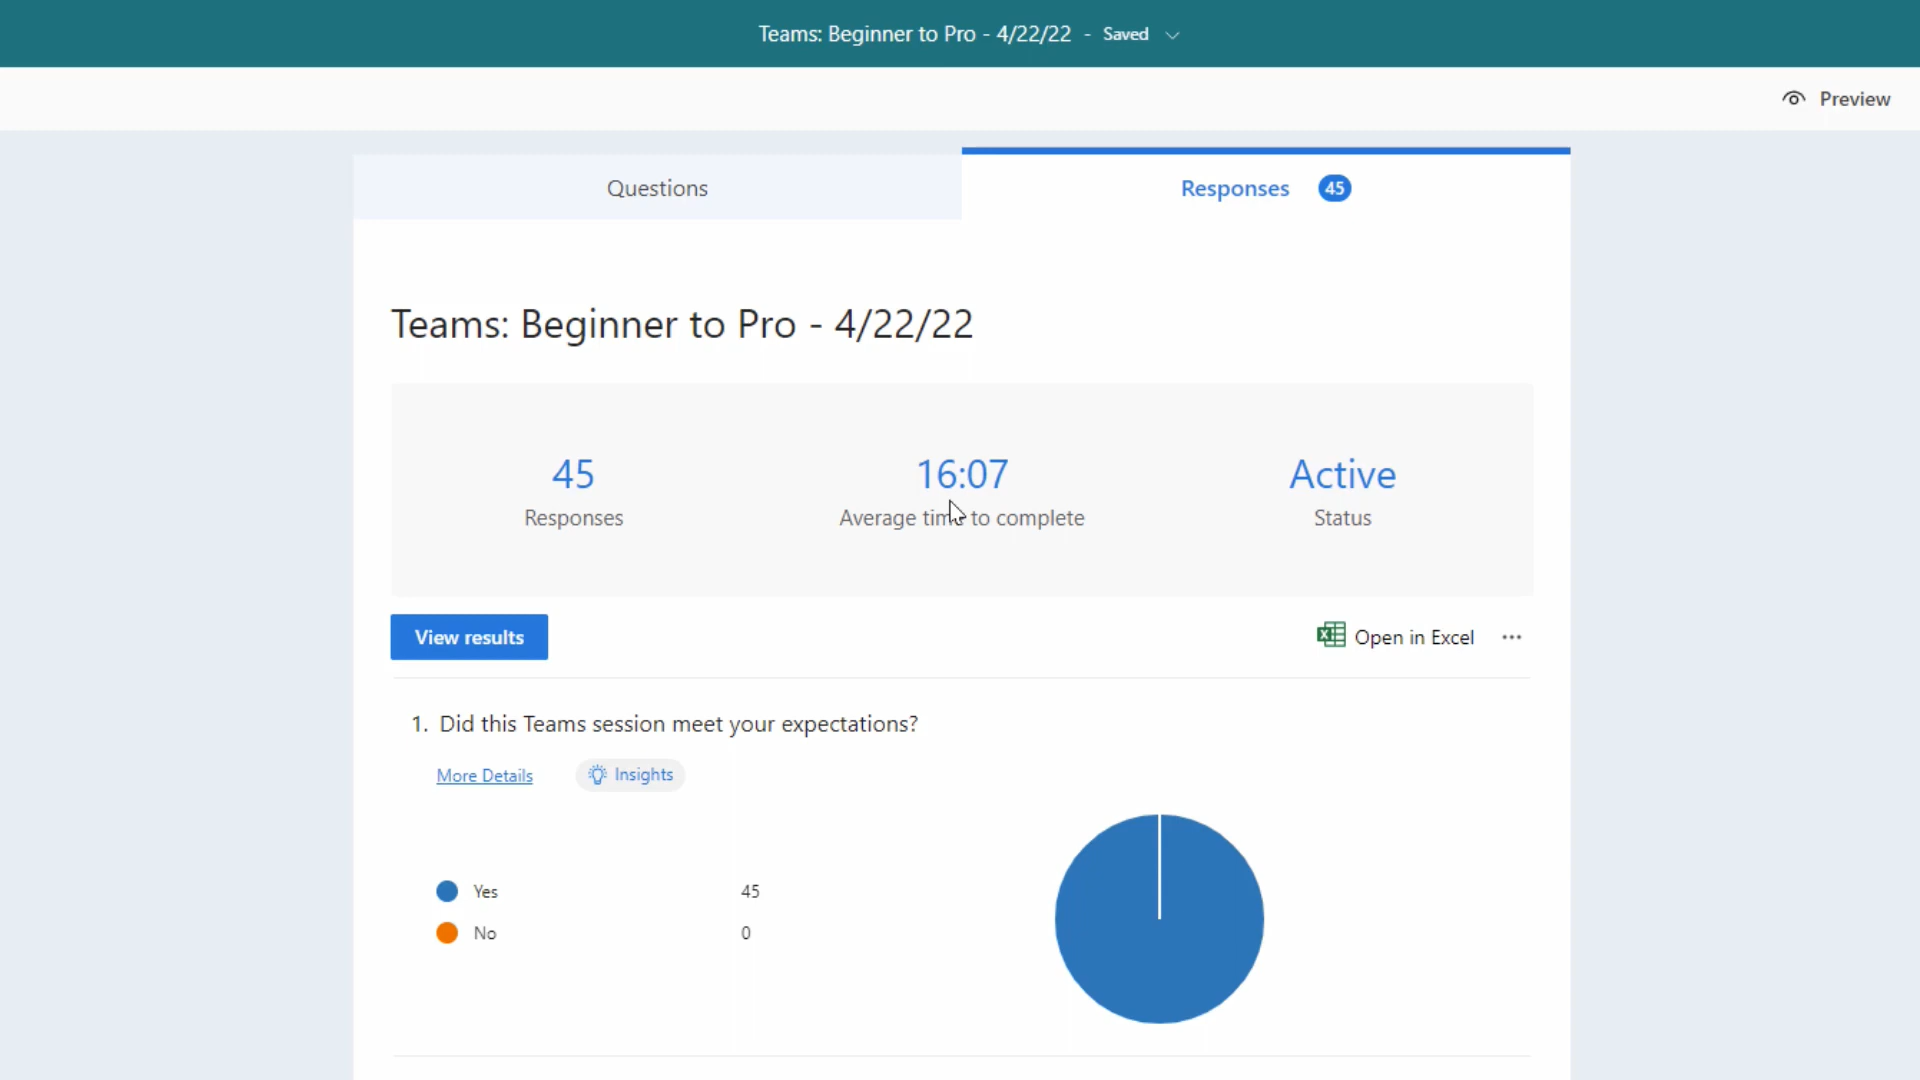 Teams: Beginner to Pro - 4/22/22 - Saved
Preview
Questions
Responses 45
Teams: Beginner to Pro - 4/22/22
45
Responses
16:07
Average time to complete
Active
Status
View results
Open in Excel
1. Did this Teams session meet your expectations?
More Details
Insights
Yes 45
No 0